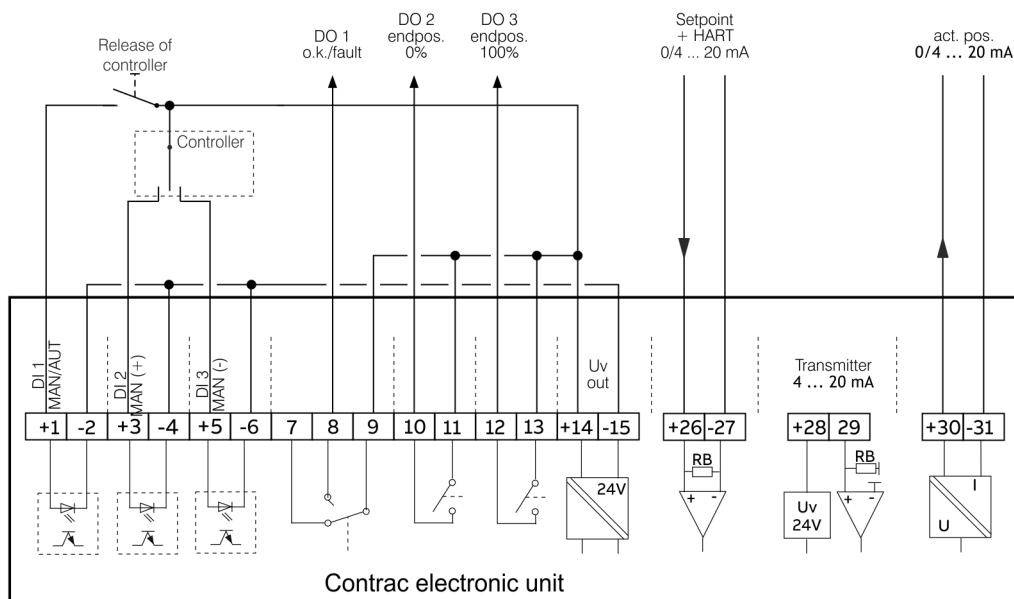 Release of
controller
DO 1
o.k./fault
DO 2
endpos.
0%
DO 3
endpos.
100%
Setpoint
+ HART
0/4 ... 20 mA
act. pos.
0/4 ... 20 mA
Controller
DI 1
MAN/AUT
DI 2
MAN (+)
DI 3
MAN (-)
Uv
out
Transmitter
4 ... 20 mA
+1 -2 +3 -4 +5 -6 7 8 9 10 11 12 13 +14 -15 +26 -27 +28 29 +30 -31
RB
RB
24V
+ -
Uv
24V
+ -
I
U
Contrac electronic unit